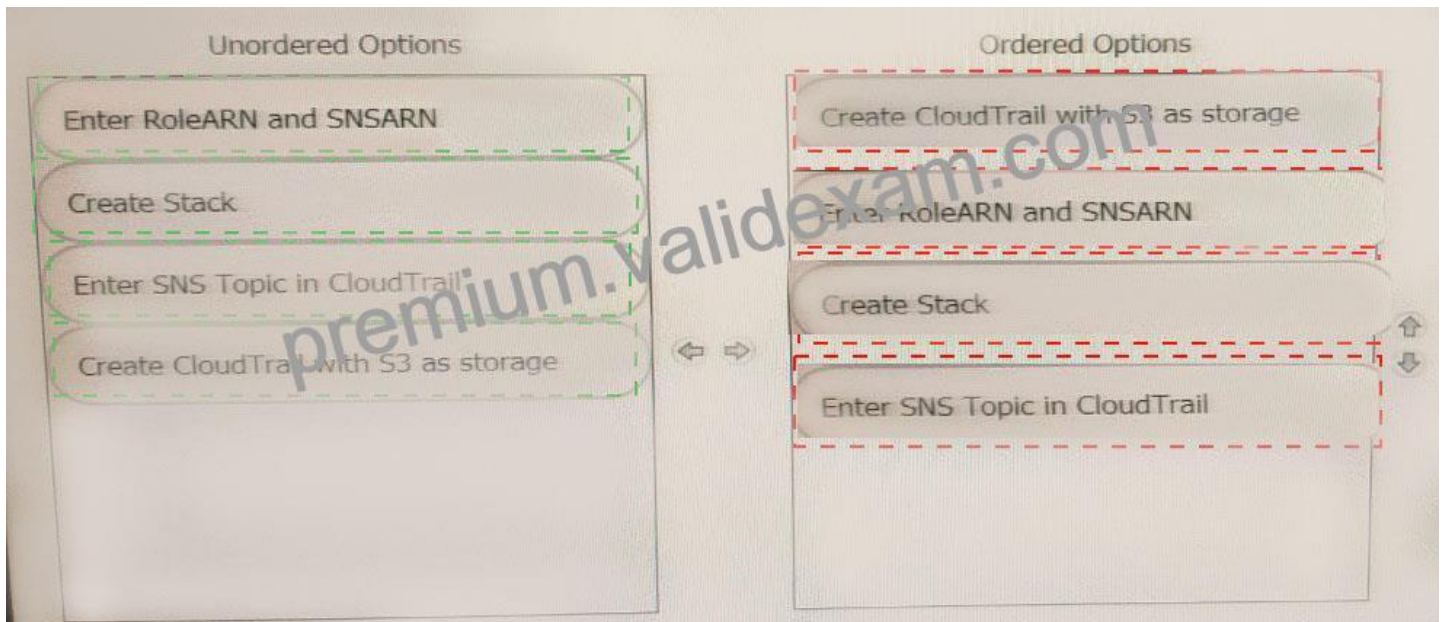 Unordered Options
Enter RoleARN and SNSARN
Create Stack
Enter SNS Topic in CloudTrail
Create CloudTrail with S3 as storage
Ordered Options
Create CloudTrail with S3 as storage
Enter RoleARN and SNSARN
Create Stack
Enter SNS Topic in CloudTrail
premium.validexam.com